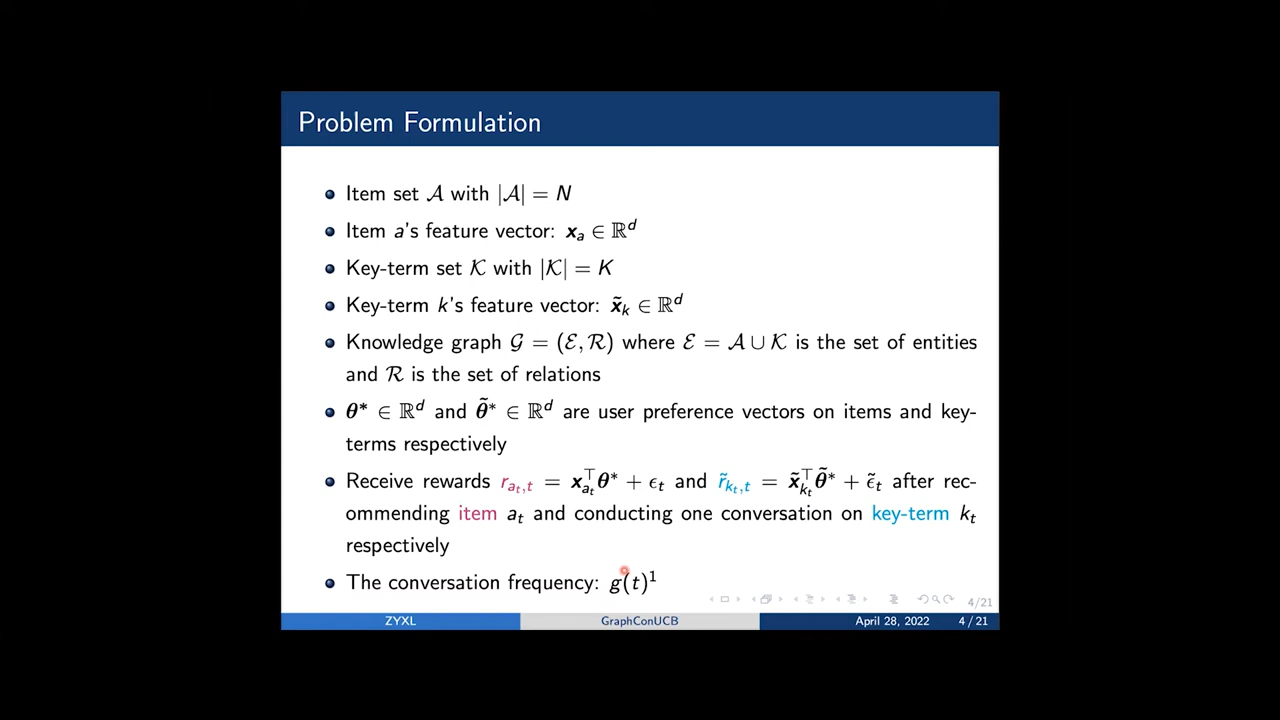 Problem Formulation
Item set 𝒜 with |𝒜| = N
Item a's feature vector: x_a ∈ ℝ^d
Key-term set 𝒦 with |𝒦| = K
Key-term k's feature vector: x̃_k ∈ ℝ^d
Knowledge graph 𝒢 = (ℰ, ℛ) where ℰ = 𝒜 ∪ 𝒦 is the set of entities
and ℛ is the set of relations
θ* ∈ ℝ^d and θ̃* ∈ ℝ^d are user preference vectors on items and key-
terms respectively
Receive rewards r_{a_t,t} = x_{a_t}^⊤ θ* + ϵ_t and r̃_{k_t,t} = x̃_{k_t}^⊤ θ̃* + ϵ̃_t after rec-
ommending item a_t and conducting one conversation on key-term k_t
respectively
The conversation frequency: g(t)^1
4/21
ZYXL GraphConUCB April 28, 2022 4 / 21